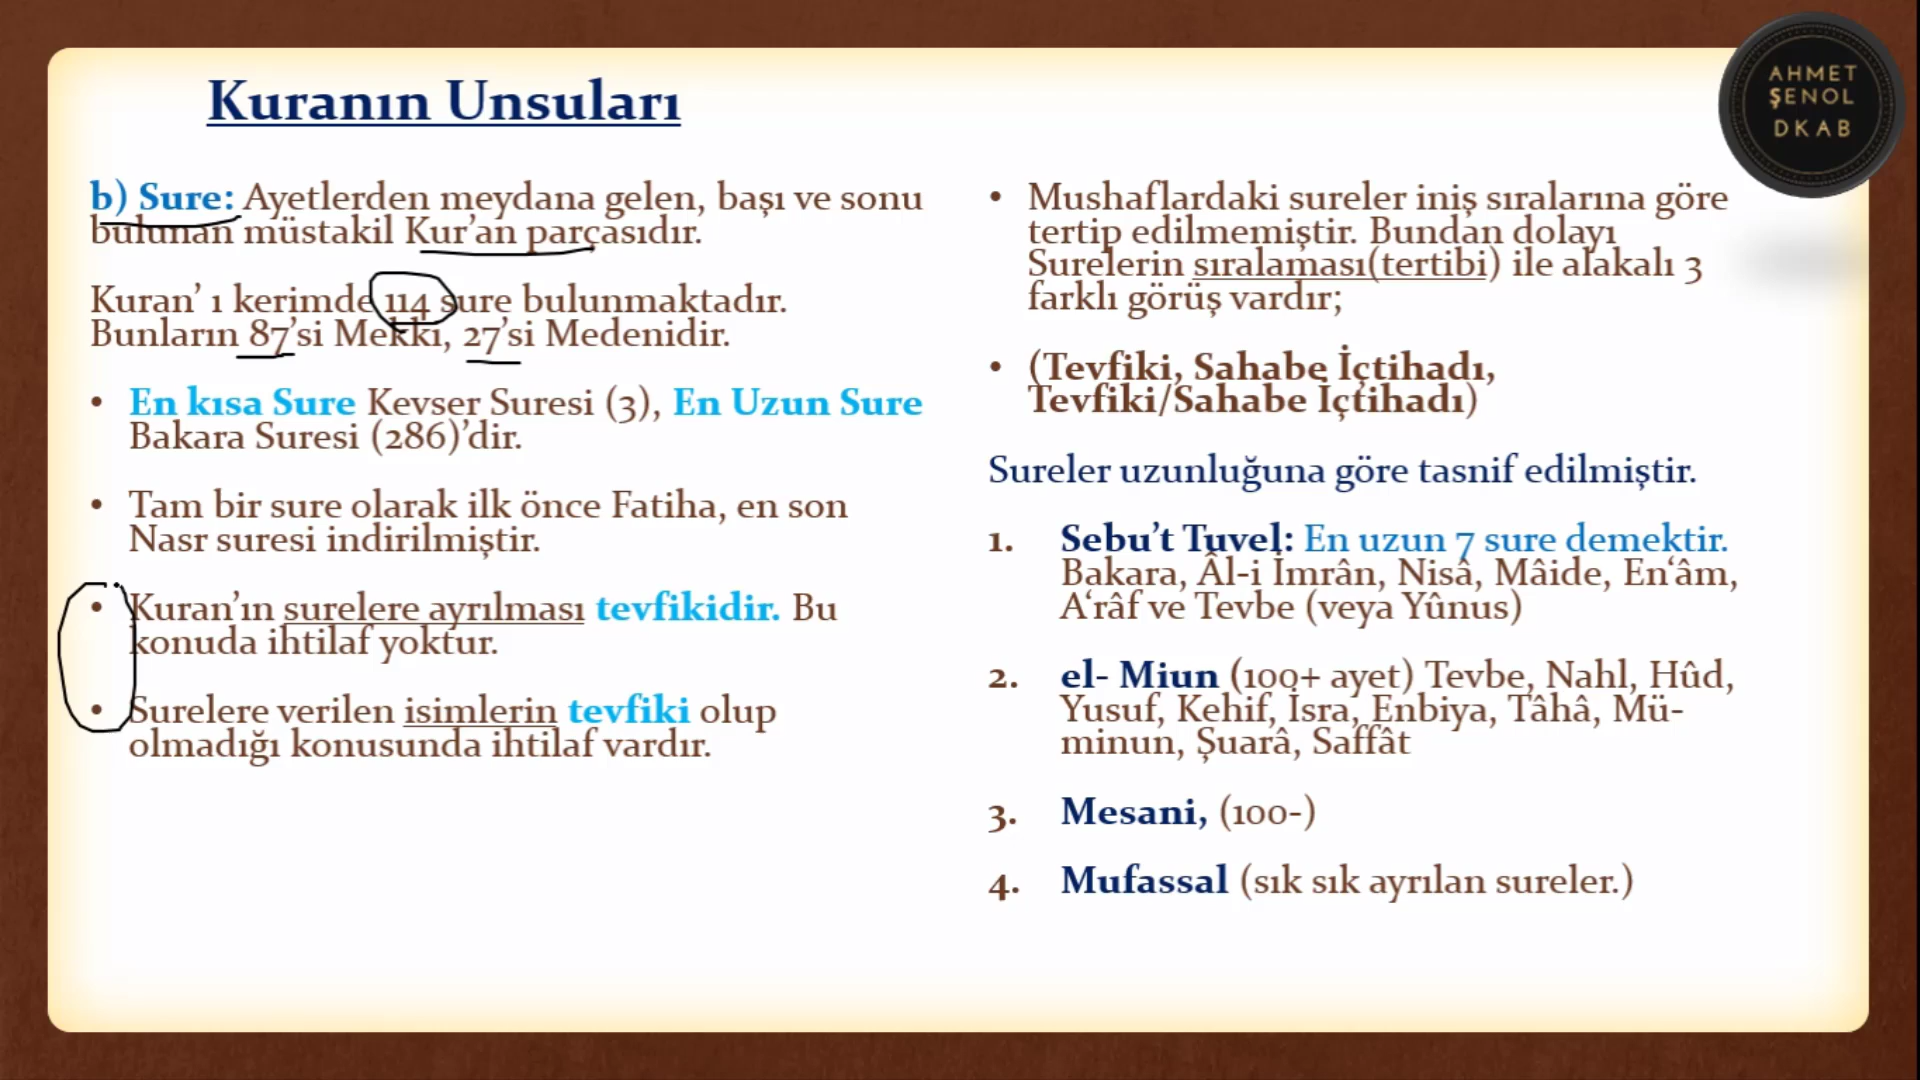 Kuranın Unsuları
AHMET
ŞENOL
DKAB
b) Sure: Ayetlerden meydana gelen, başı ve sonu
bulunan müstakil Kur’an parçasıdır.
Kuran’ ı kerimde 114 sure bulunmaktadır.
Bunların 87’si Mekki, 27’si Medenidir.
• En kısa Sure Kevser Suresi (3), En Uzun Sure
Bakara Suresi (286)’dir.
• Tam bir sure olarak ilk önce Fatiha, en son
Nasr suresi indirilmiştir.
• Kuran’ın surelere ayrılması tevfikidir. Bu
konuda ihtilaf yoktur.
• Surelere verilen isimlerin tevfiki olup
olmadığı konusunda ihtilaf vardır.
• Mushaflardaki sureler iniş sıralarına göre
tertip edilmemiştir. Bundan dolayı
Surelerin sıralaması(tertibi) ile alakalı 3
farklı görüş vardır;
• (Tevfiki, Sahabe İçtihadı,
Tevfiki/Sahabe İçtihadı)
Sureler uzunluğuna göre tasnif edilmiştir.
1. Sebu’t Tuvel: En uzun 7 sure demektir.
Bakara, Âl-i İmrân, Nisâ, Mâide, En‘âm,
A‘râf ve Tevbe (veya Yûnus)
2. el- Miun (100+ ayet) Tevbe, Nahl, Hûd,
Yusuf, Kehif, İsra, Enbiya, Tâhâ, Mü-
minun, Şuarâ, Saffât
3. Mesani, (100-)
4. Mufassal (sık sık ayrılan sureler.)